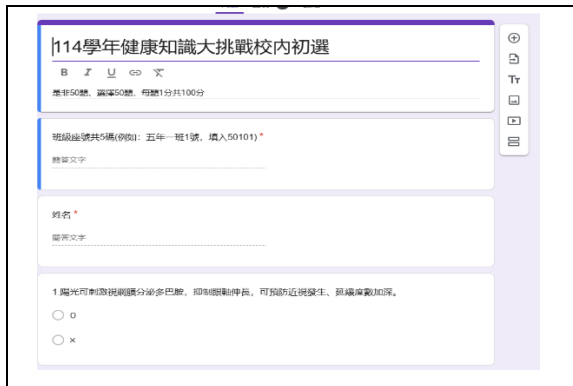 114學年健康知識大挑戰校內初選
B I U
是非50題、選擇50題，每題1分共100分
班級座號共5碼(例如：五年一班1號，填入50101) *
簡答文字
姓名 *
簡答文字
1.陽光可刺激視網膜分泌多巴胺，抑制眼軸伸長，可預防近視發生、延緩度數加深。
O
×
Tт